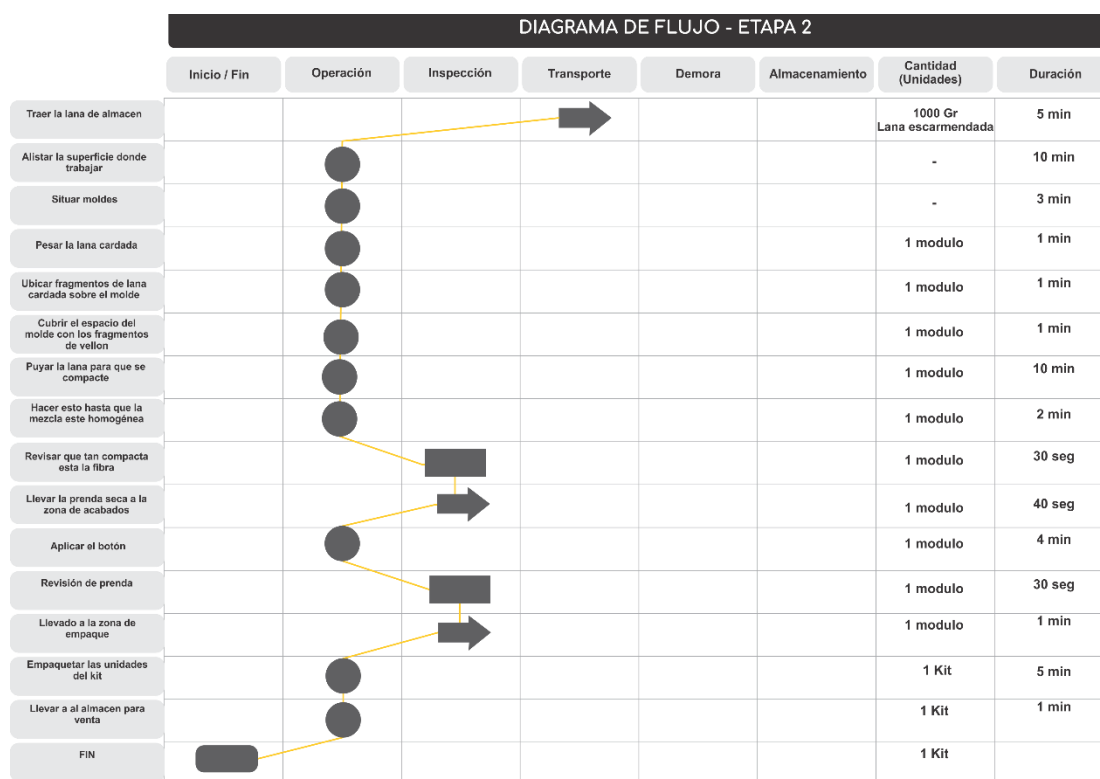 DIAGRAMA DE FLUJO - ETAPA 2
Inicio / Fin
Operación
Inspección
Transporte
Demora
Almacenamiento
Cantidad
(Unidades)
Duración
Traer la lana de almacen
1000 Gr
Lana escarmendada
5 min
Alistar la superficie donde
trabajar
-
10 min
Situar moldes
-
3 min
Pesar la lana cardada
1 modulo
1 min
Ubicar fragmentos de lana
cardada sobre el molde
1 modulo
1 min
Cubrir el espacio del
molde con los fragmentos
de vellon
1 modulo
1 min
Puyar la lana para que se
compacte
1 modulo
10 min
Hacer esto hasta que la
mezcla este homogénea
1 modulo
2 min
Revisar que tan compacta
esta la fibra
1 modulo
30 seg
Llevar la prenda seca a la
zona de acabados
1 modulo
40 seg
Aplicar el botón
1 modulo
4 min
Revisión de prenda
1 modulo
30 seg
Llevado a la zona de
empaque
1 modulo
1 min
Empaquetar las unidades
del kit
1 Kit
5 min
Llevar a al almacen para
venta
1 Kit
1 min
FIN
1 Kit